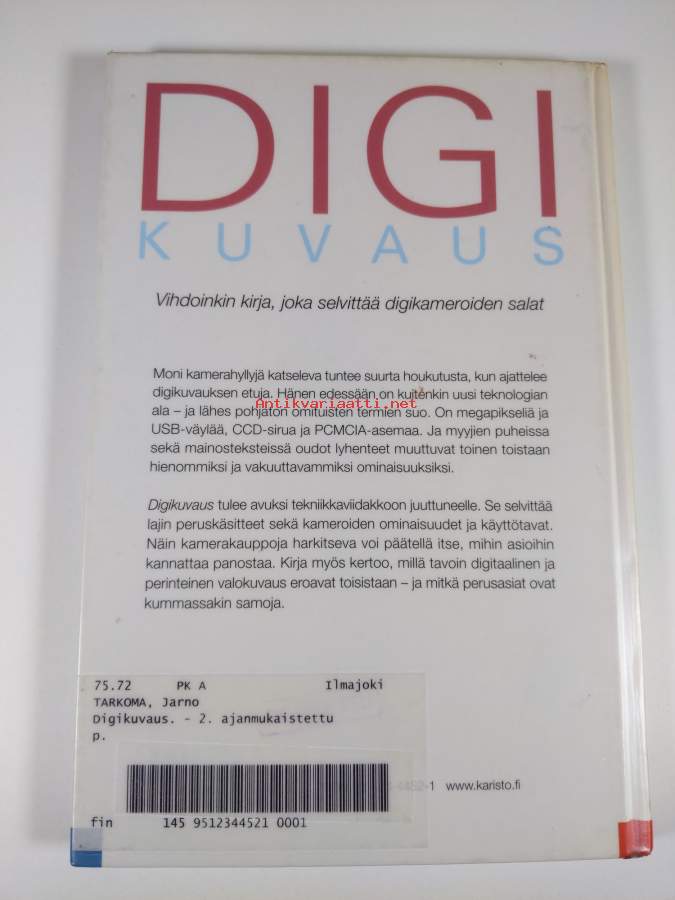 DIGI
KUVAUS
Vihdoinkin kirja, joka selvittää digikameroiden salat
Moni kamerahyllyjä katseleva tuntee suurta houkutusta, kun ajattelee
digikuvauksen etuja. Hänen edessään on kuitenkin uusi teknologian
Antikvariaatti.net
ala – ja lähes pohjaton omituisten termien suo. On megapikseliä ja
USB-väylää, CCD-sirua ja PCMCIA-asemaa. Ja myyjien puheissa
sekä mainosteksteissä oudot lyhenteet muuttuvat toinen toistaan
hienommiksi ja vakuuttavammiksi ominaisuuksiksi.
Digikuvaus tulee avuksi tekniikkaviidakkoon juuttuneelle. Se selvittää
lajin peruskäsitteet sekä kameroiden ominaisuudet ja käyttötavat.
Näin kamerakauppoja harkitseva voi päätellä itse, mihin asioihin
kannattaa panostaa. Kirja myös kertoo, millä tavoin digitaalinen ja
perinteinen valokuvaus eroavat toisistaan – ja mitkä perusasiat ovat
kummassakin samoja.
75.72 PK A Ilmajoki
TARKOMA, Jarno
Digikuvaus. - 2. ajanmukaistettu
p.
-4452-1 www.karisto.fi
fin 145 9512344521 0001